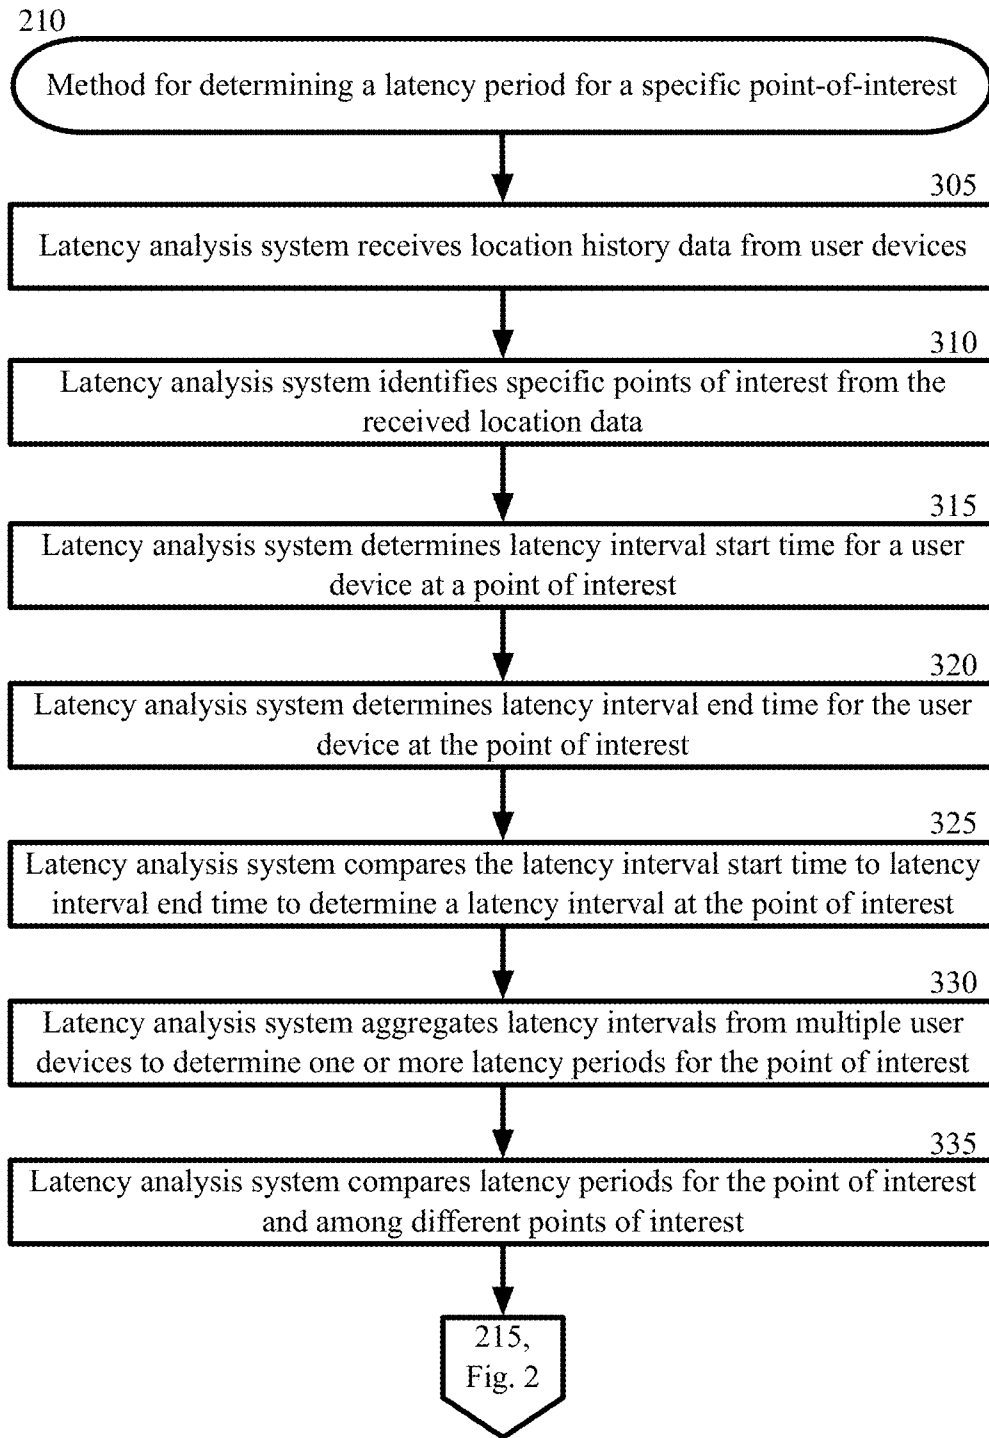 210
Method for determining a latency period for a specific point-of-interest
305
Latency analysis system receives location history data from user devices
310
Latency analysis system identifies specific points of interest from the
received location data
315
Latency analysis system determines latency interval start time for a user
device at a point of interest
320
Latency analysis system determines latency interval end time for the user
device at the point of interest
325
Latency analysis system compares the latency interval start time to latency
interval end time to determine a latency interval at the point of interest
330
Latency analysis system aggregates latency intervals from multiple user
devices to determine one or more latency periods for the point of interest
335
Latency analysis system compares latency periods for the point of interest
and among different points of interest
215,
Fig. 2